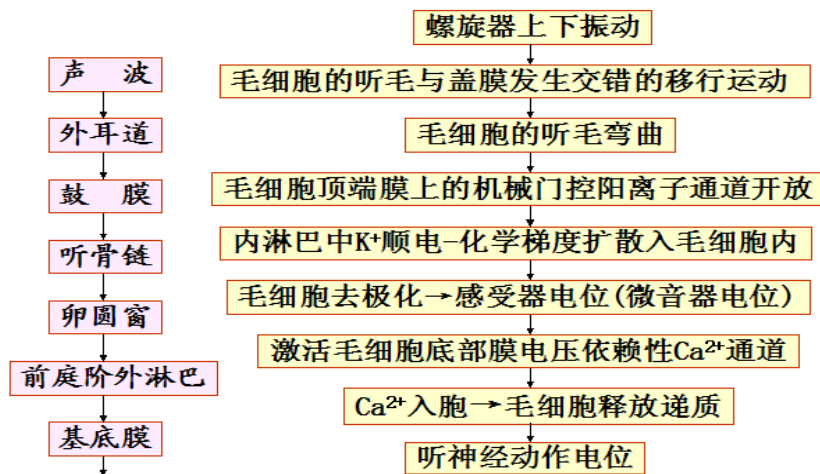 声 波
外耳道
鼓 膜
听骨链
卵圆窗
前庭阶外淋巴
基底膜
螺旋器上下振动
毛细胞的听毛与盖膜发生交错的移行运动
毛细胞的听毛弯曲
毛细胞顶端膜上的机械门控阳离子通道开放
内淋巴中K⁺顺电-化学梯度扩散入毛细胞内
毛细胞去极化→感受器电位(微音器电位)
激活毛细胞底部膜电压依赖性Ca²⁺通道
Ca²⁺入胞→毛细胞释放递质
听神经动作电位